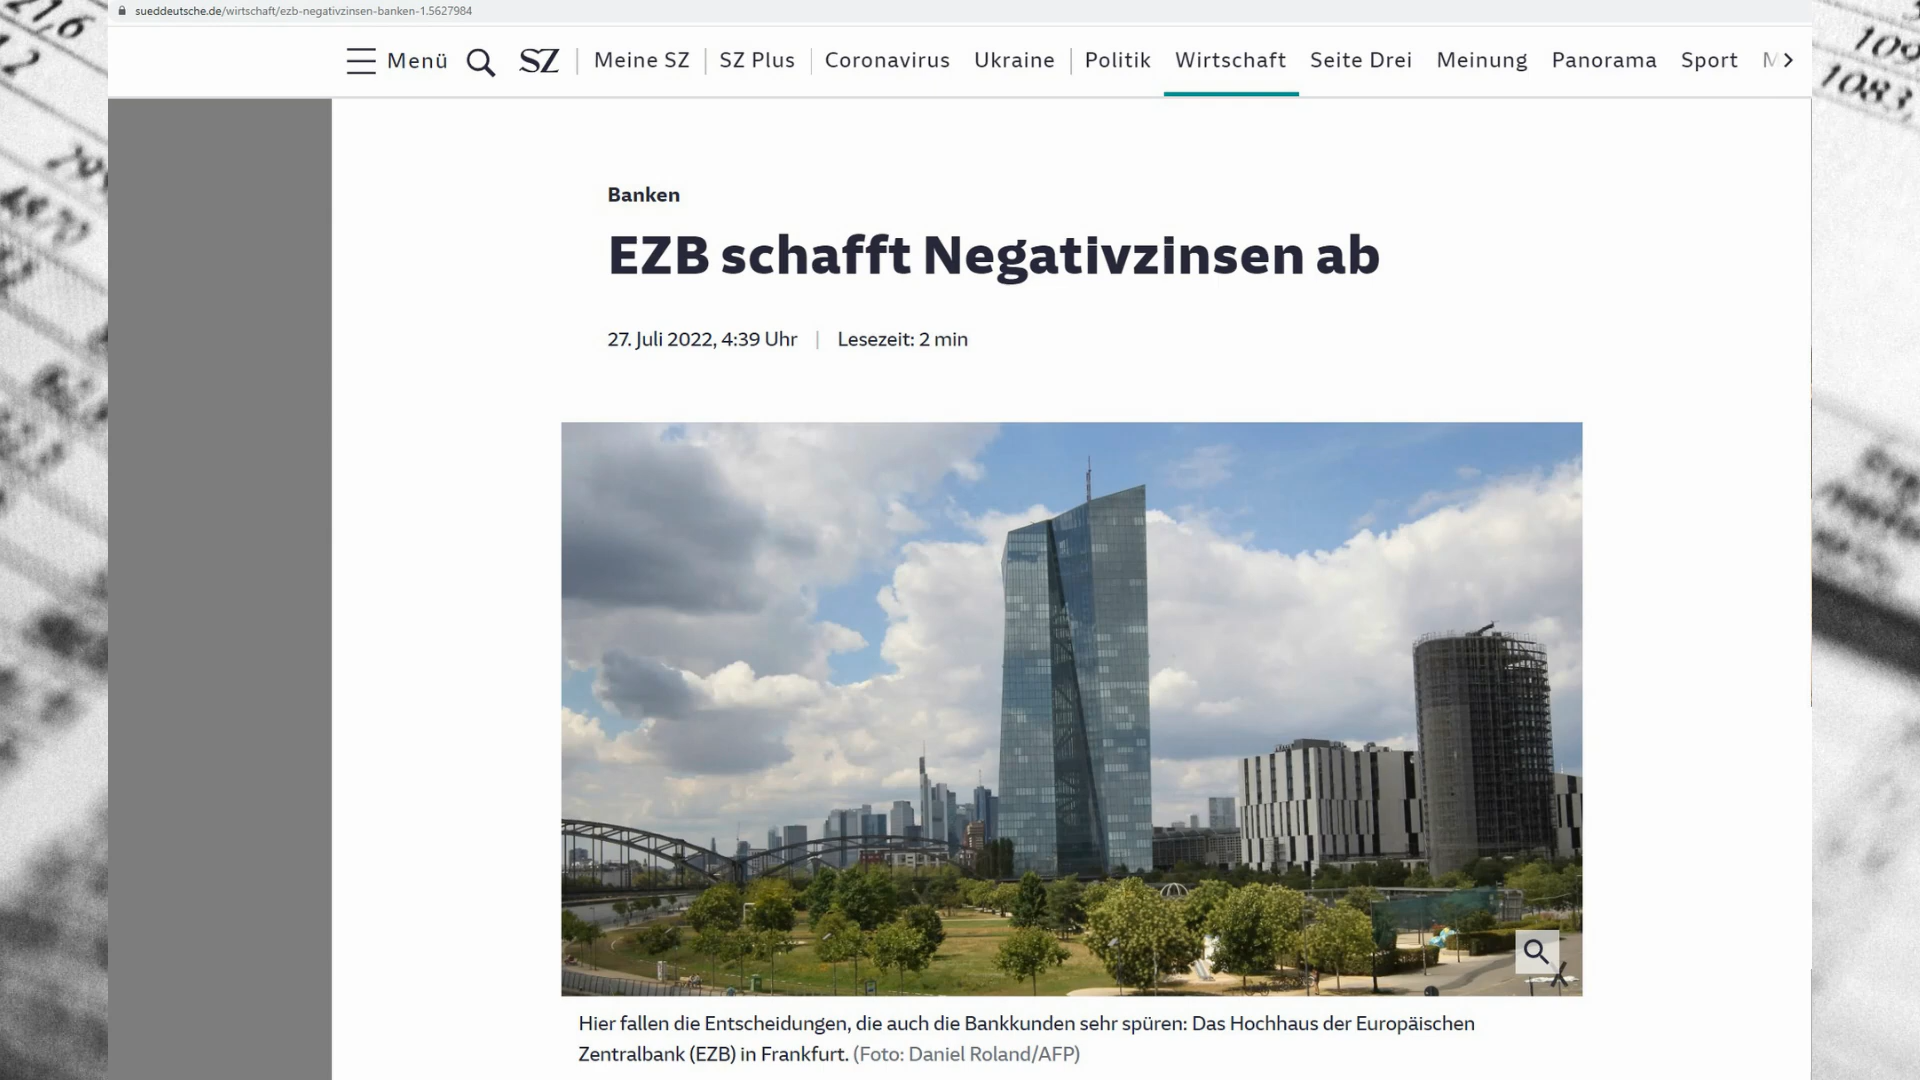 sueddeutsche.de/wirtschaft/ezb-negativzinsen-banken-1.5627984
Menü SZ Meine SZ SZ Plus Coronavirus Ukraine Politik Wirtschaft Seite Drei Meinung Panorama Sport
Banken
EZB schafft Negativzinsen ab
27. Juli 2022, 4:39 Uhr | Lesezeit: 2 min
Hier fallen die Entscheidungen, die auch die Bankkunden sehr spüren: Das Hochhaus der Europäischen
Zentralbank (EZB) in Frankfurt. (Foto: Daniel Roland/AFP)